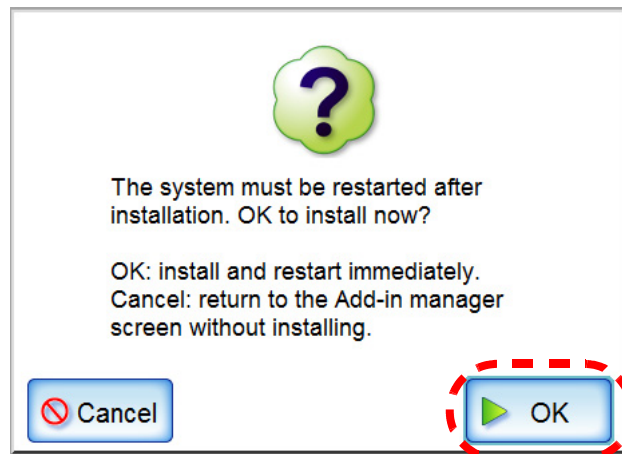 ?
The system must be restarted after
installation. OK to install now?
OK: install and restart immediately.
Cancel: return to the Add-in manager
screen without installing.
Cancel
OK